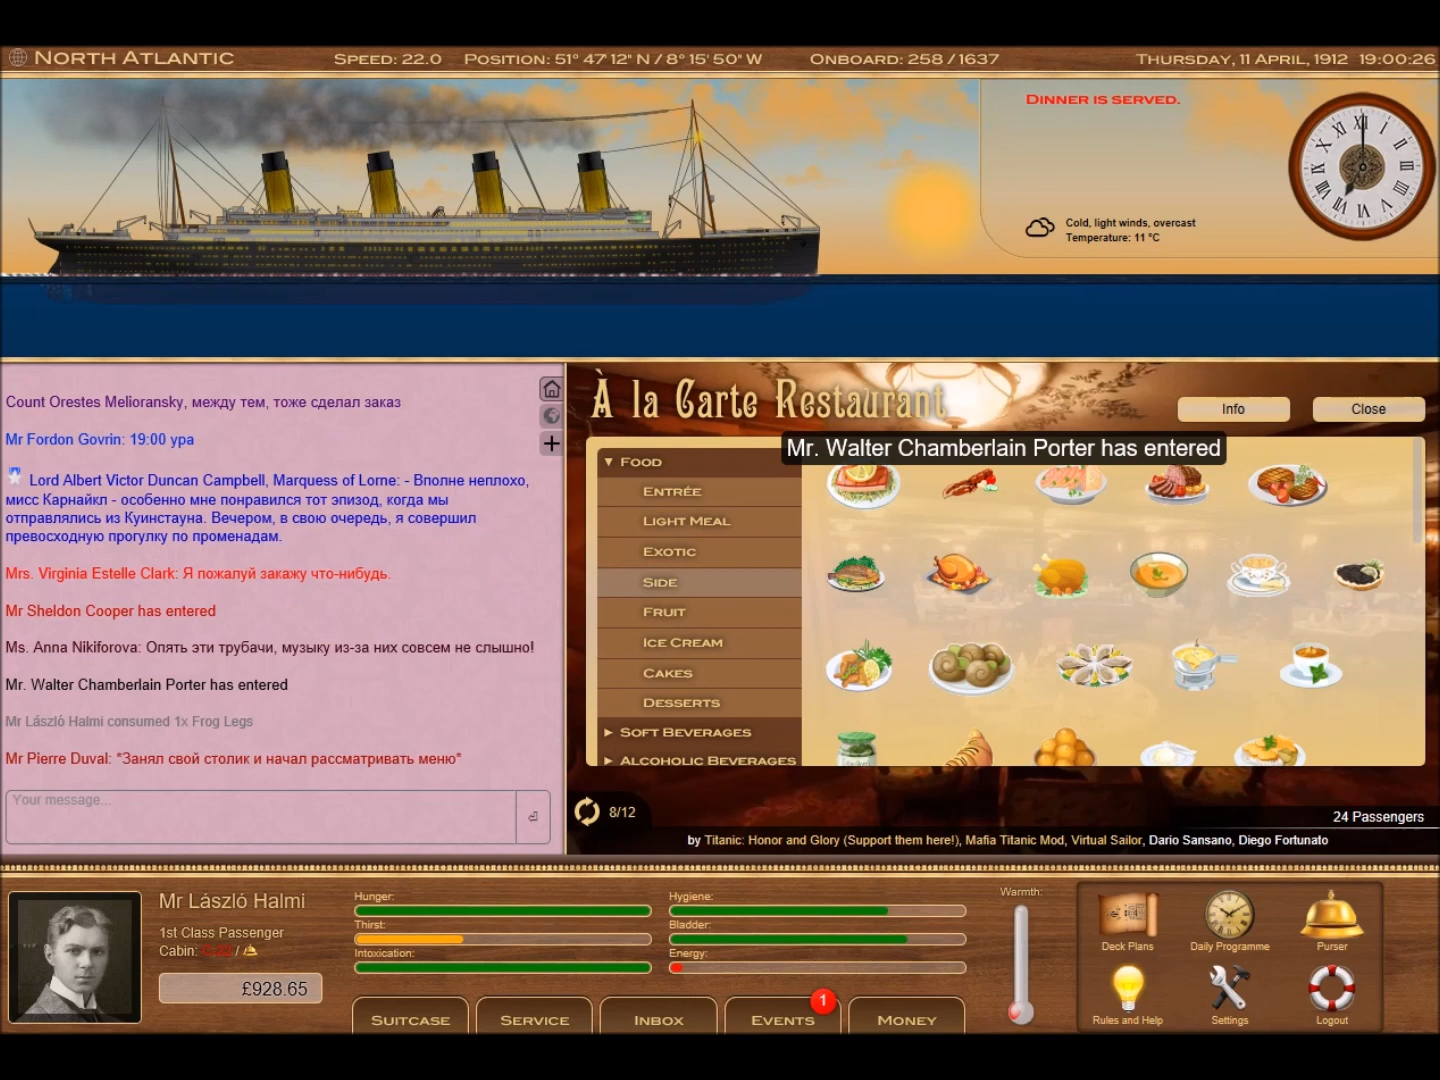 North Atlantic
Speed: 22.0 Position: 51° 47' 12" N / 8° 15' 50" W Onboard: 258 / 1637
Thursday, 11 April, 1912 19:00:26
Dinner is served.
XII I II III IV V VI VII VIII IX X XI
Cold, light winds, overcast
Temperature: 11 °C
Count Orestes Melioransky, между тем, тоже сделал заказ
Mr Fordon Govrin: 19:00 ура
Lord Albert Victor Duncan Campbell, Marquess of Lorne: - Вполне неплохо,
мисс Карнайкл - особенно мне понравился тот эпизод, когда мы
отправлялись из Куинстауна. Вечером, в свою очередь, я совершил
превосходную прогулку по променадам.
Mrs. Virginia Estelle Clark: Я пожалуй закажу что-нибудь.
Mr Sheldon Cooper has entered
Ms. Anna Nikiforova: Опять эти трубачи, музыку из-за них совсем не слышно!
Mr. Walter Chamberlain Porter has entered
Mr László Halmi consumed 1x Frog Legs
Mr Pierre Duval: *Занял свой столик и начал рассматривать меню*
Your message...
À la Carte Restaurant
Info
Close
Mr. Walter Chamberlain Porter has entered
▼ Food
Entrée
Light Meal
Exotic
Side
Fruit
Ice Cream
Cakes
Desserts
► Soft Beverages
► Alcoholic Beverages
8/12
24 Passengers
by Titanic: Honor and Glory (Support them here!), Mafia Titanic Mod, Virtual Sailor, Dario Sansano, Diego Fortunato
Mr László Halmi
1st Class Passenger
Cabin: /
£928.65
Hunger:
Thirst:
Intoxication:
Hygiene:
Bladder:
Energy:
Warmth:
Suitcase
Service
Inbox
Events
1
Money
Deck Plans
Daily Programme
Purser
Rules and Help
Settings
Logout